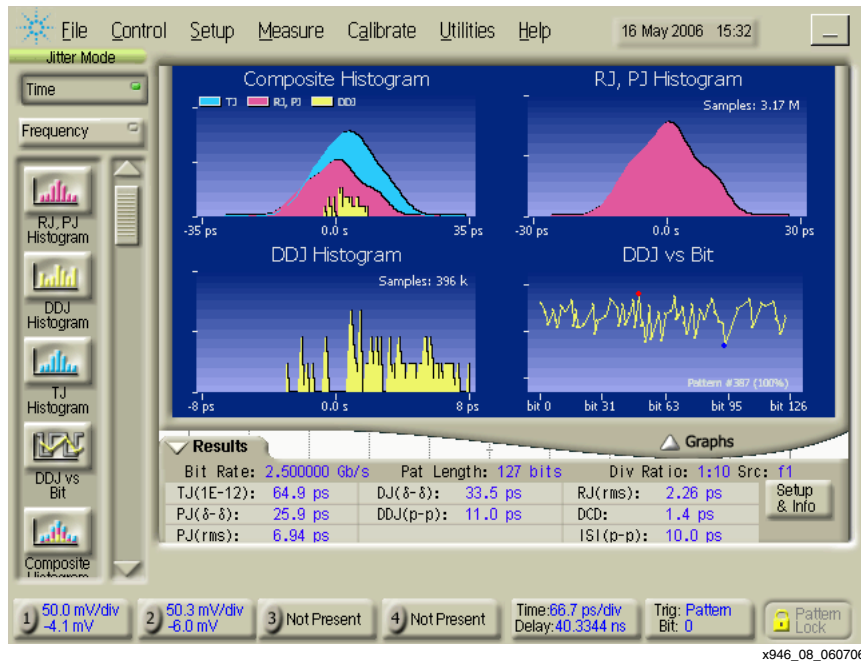 File Control Setup Measure Calibrate Utilities Help 16 May 2006 15:32
Jitter Mode
Time
Frequency
RJ, PJ
Histogram
DDJ
Histogram
TJ
Histogram
DDJ vs
Bit
Composite
Histogram
Composite Histogram
TJ RJ, PJ DDJ
-35 ps 0.0 s 35 ps
RJ, PJ Histogram
Samples: 3.17 M
-30 ps 0.0 s 30 ps
DDJ Histogram
Samples: 396 k
-8 ps 0.0 s 8 ps
DDJ vs Bit
Pattern #387 (100%)
bit 0 bit 31 bit 63 bit 95 bit 126
Results
Graphs
Bit Rate: 2.500000 Gb/s Pat Length: 127 bits Div Ratio: 1:10 Src: f1
TJ(1E-12): 64.9 ps DJ(δ-δ): 33.5 ps RJ(rms): 2.26 ps
PJ(δ-δ): 25.9 ps DDJ(p-p): 11.0 ps DCD: 1.4 ps
PJ(rms): 6.94 ps ISI(p-p): 10.0 ps
Setup
& Info
1) 50.0 mV/div
-4.1 mV
2) 50.3 mV/div
-6.0 mV
3) Not Present
4) Not Present
Time:66.7 ps/div
Delay:40.3344 ns
Trig: Pattern
Bit: 0
Pattern
Lock
x946_08_060706